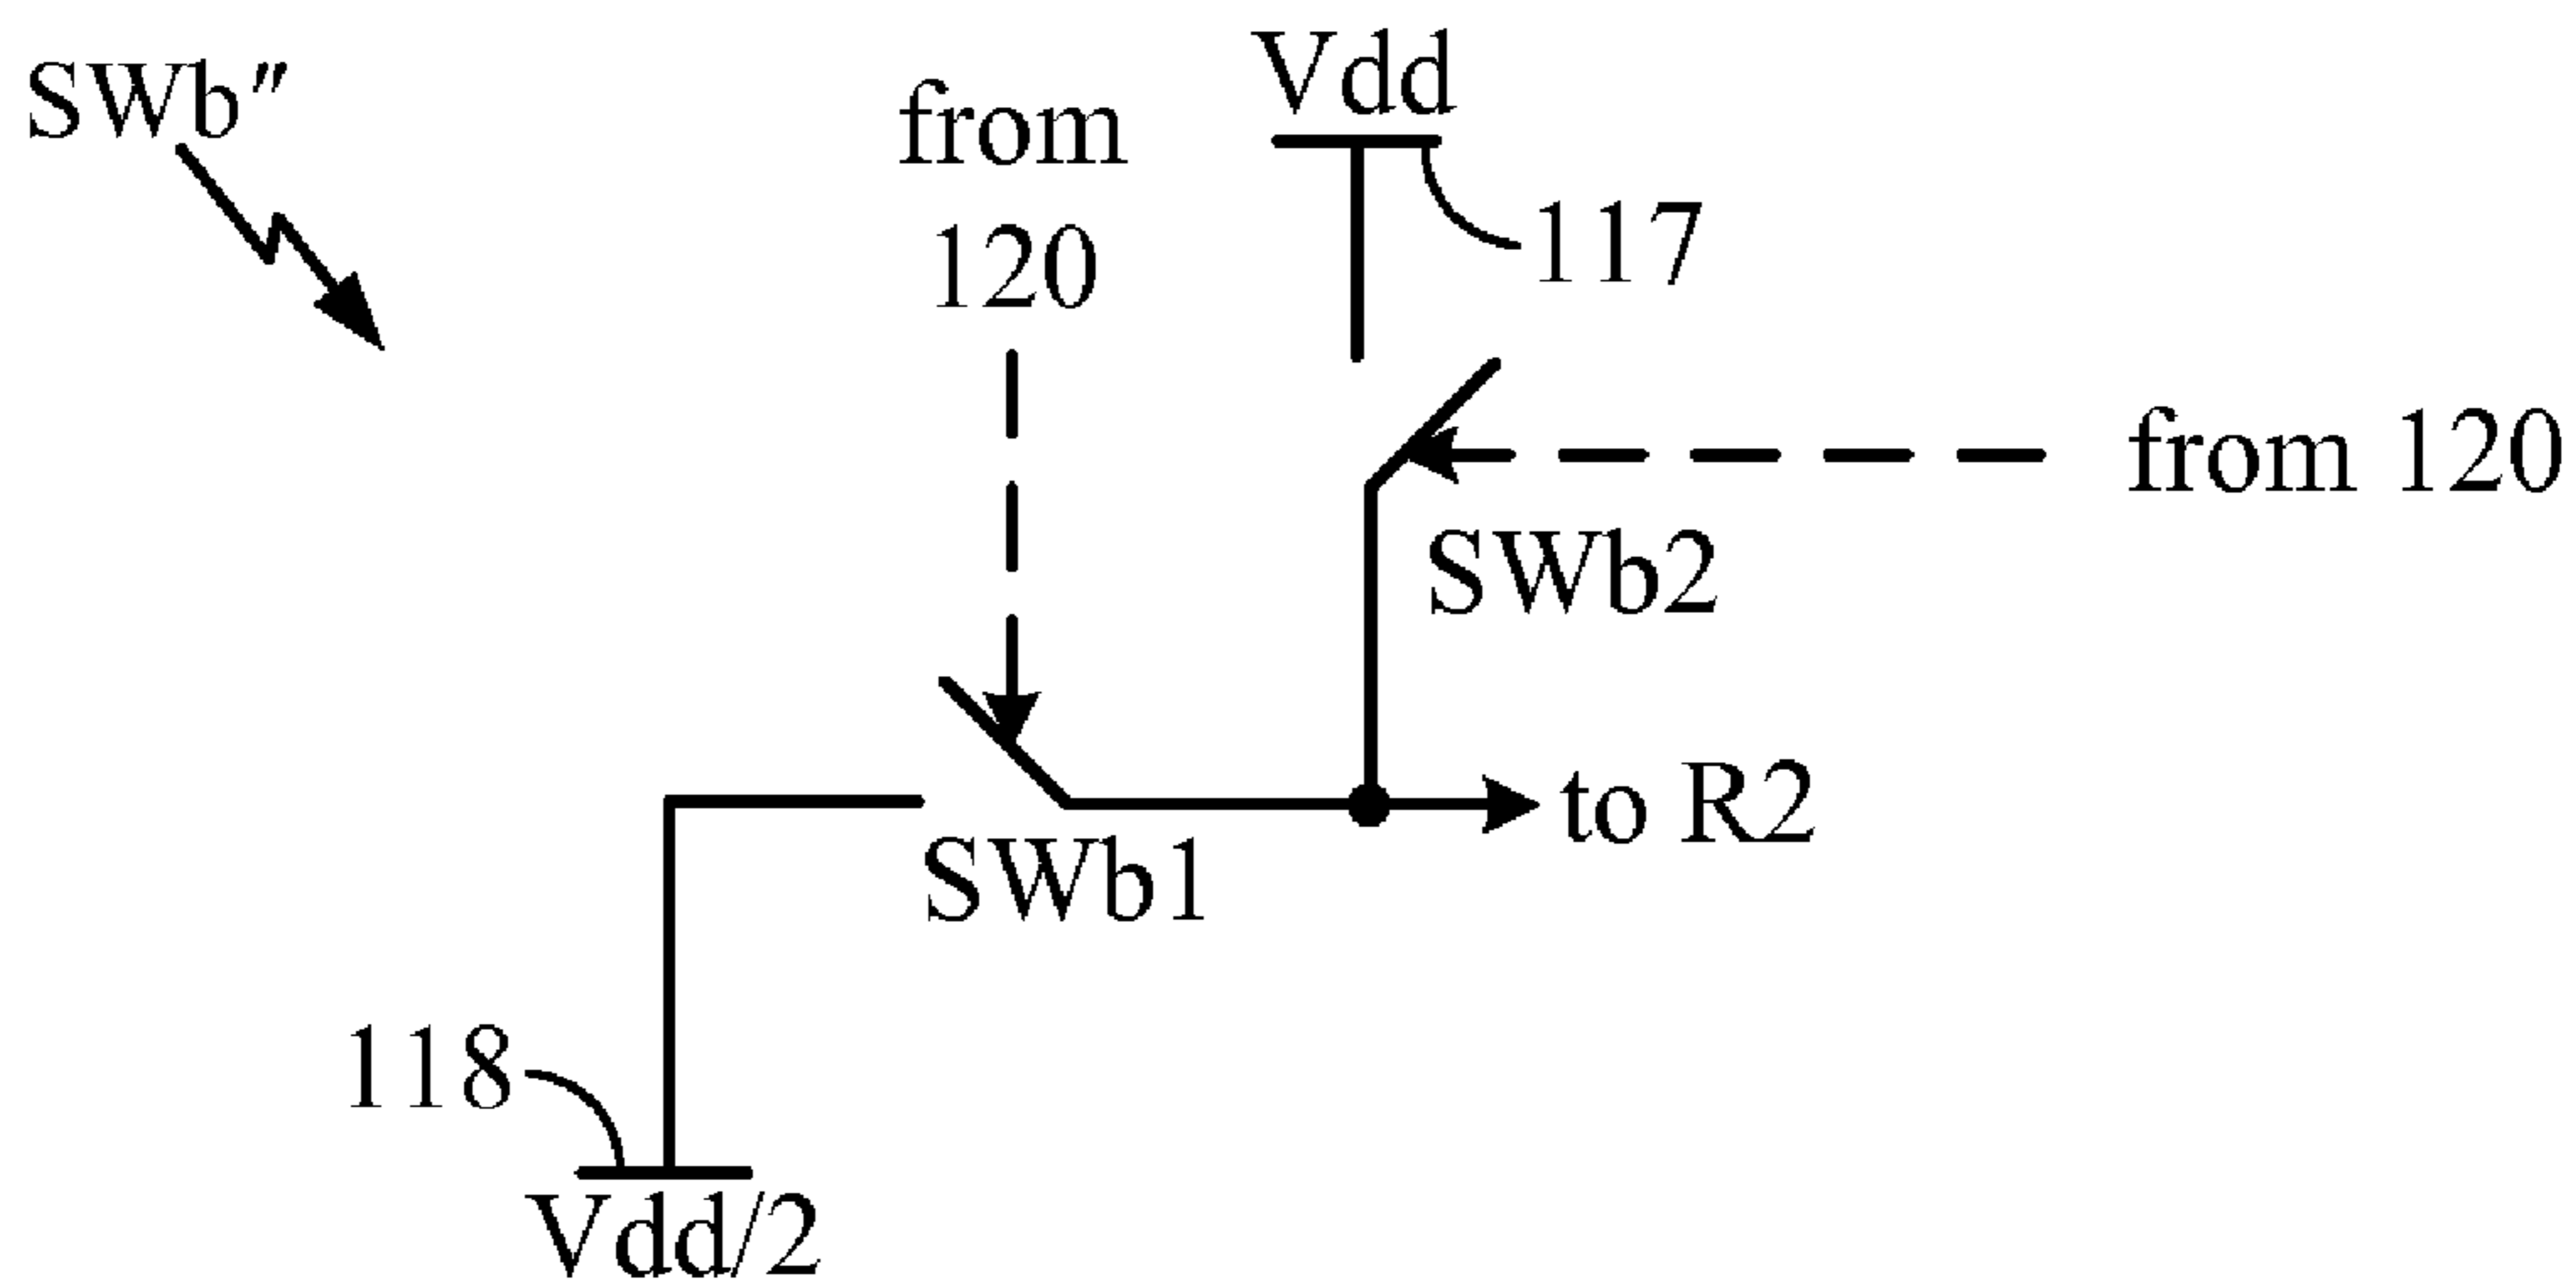 SWb″
from
120
Vdd
117
from 120
SWb2
to R2
SWb1
118
Vdd/2